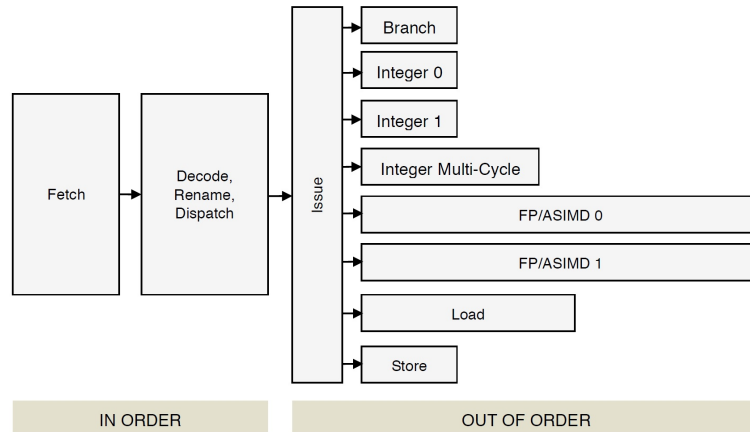 Fetch
Decode,
Rename,
Dispatch
Issue
Branch
Integer 0
Integer 1
Integer Multi-Cycle
FP/ASIMD 0
FP/ASIMD 1
Load
Store
IN ORDER
OUT OF ORDER